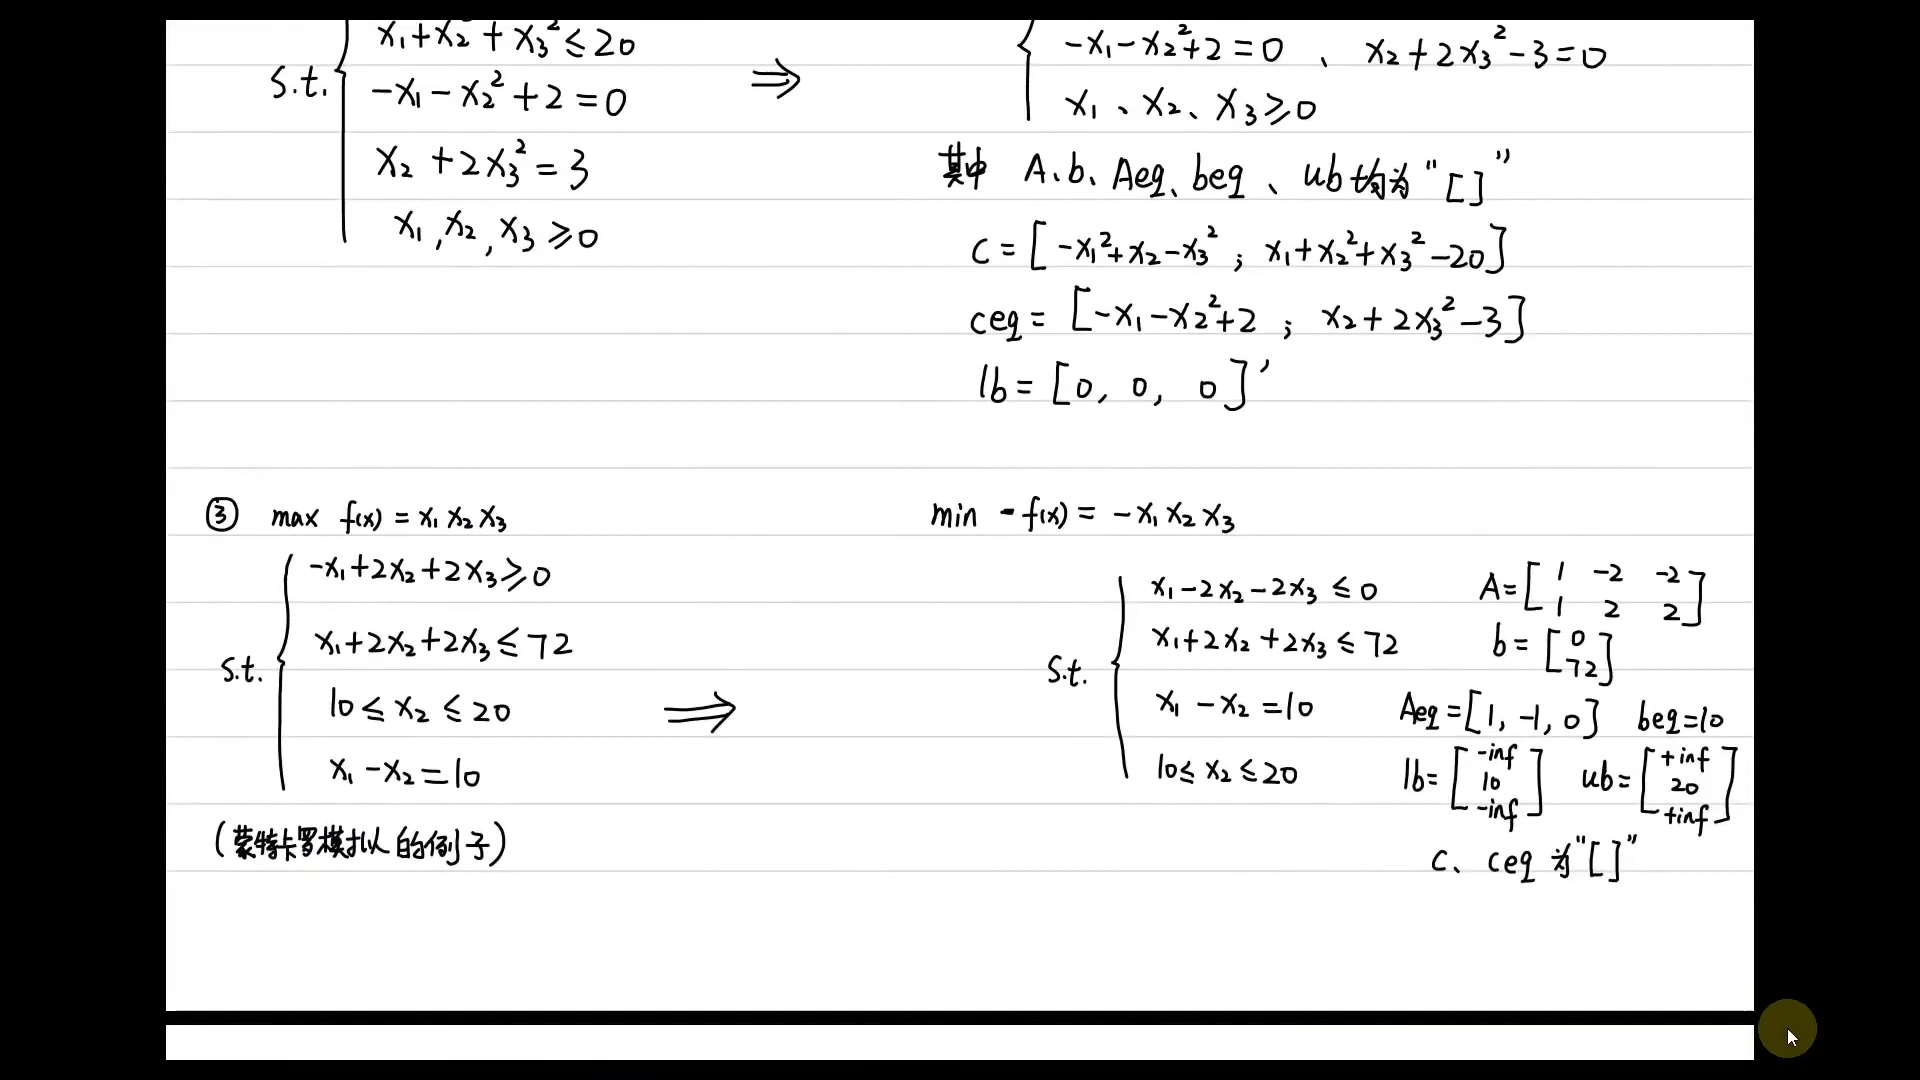 x₁+x₂²+x₃²≤20
s.t.
-x₁-x₂²+2=0
x₂+2x₃²=3
x₁,x₂,x₃≥0
⇒
-x₁-x₂²+2=0、x₂+2x₃²-3=0
x₁、x₂、x₃≥0
其中 A、b、Aeq、beq、ub均为“[]”
c=[-x₁²+x₂-x₃²; x₁+x₂²+x₃²-20]
ceq=[-x₁-x₂²+2; x₂+2x₃²-3]
lb=[0, 0, 0]'
③ max f(x)=x₁x₂x₃
s.t.
-x₁+2x₂+2x₃≥0
x₁+2x₂+2x₃≤72
10≤x₂≤20
x₁-x₂=10
(蒙特卡罗模拟的例子)
⇒
min -f(x)=-x₁x₂x₃
s.t.
x₁-2x₂-2x₃≤0
x₁+2x₂+2x₃≤72
x₁-x₂=10
10≤x₂≤20
A=[1 -2 -2
1 2 2]
b=[0
72]
Aeq=[1,-1,0] beq=10
lb=[-inf
10
-inf]
ub=[+inf
20
+inf]
c、ceq为“[]”